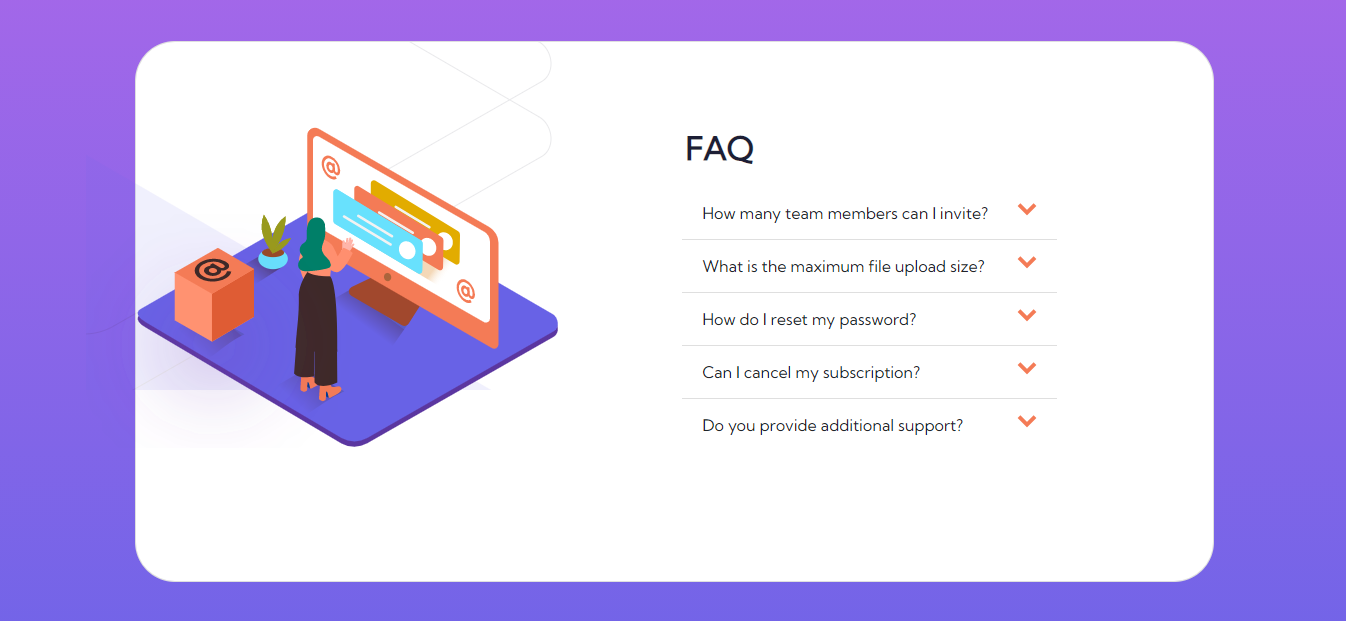 FAQ
How many team members can I invite?
What is the maximum file upload size?
How do I reset my password?
Can I cancel my subscription?
Do you provide additional support?
@
@
@